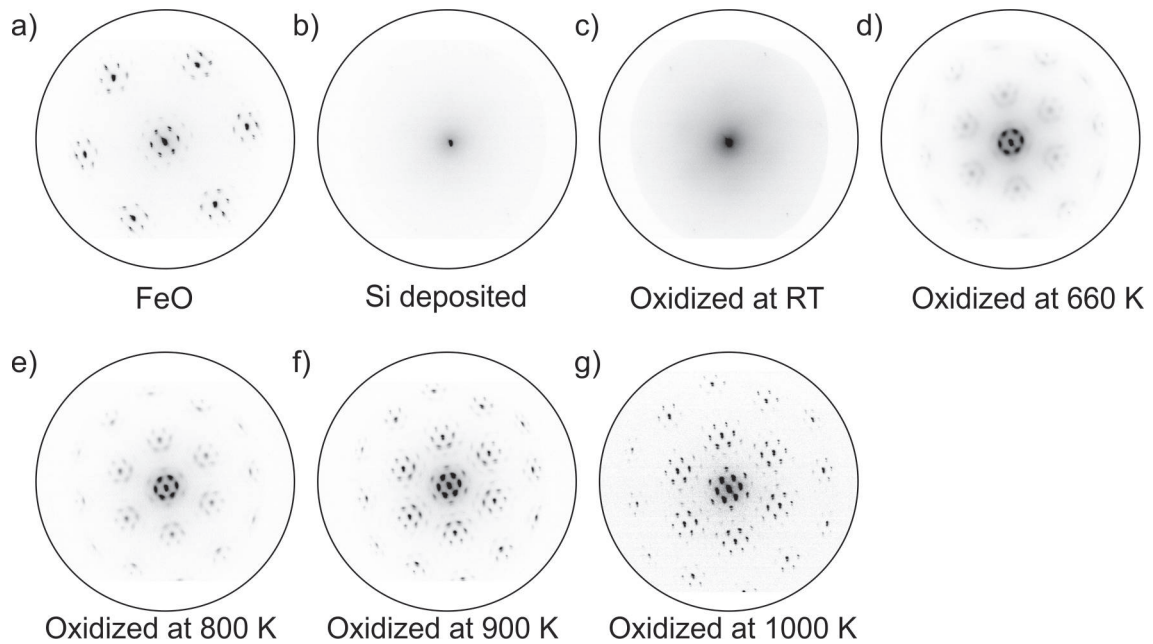 a)
b)
c)
d)
FeO
Si deposited
Oxidized at RT
Oxidized at 660 K
e)
f)
g)
Oxidized at 800 K
Oxidized at 900 K
Oxidized at 1000 K